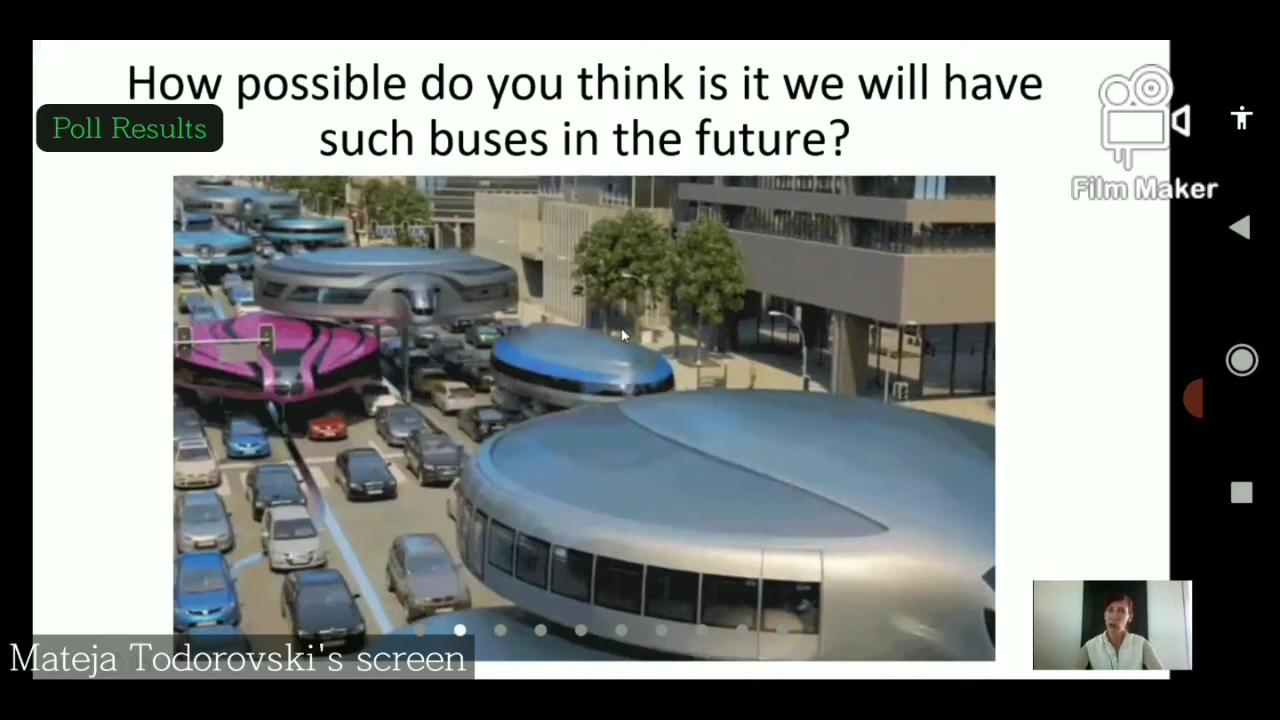 How possible do you think is it we will have
such buses in the future?
Poll Results
Film Maker
Mateja Todorovski's screen